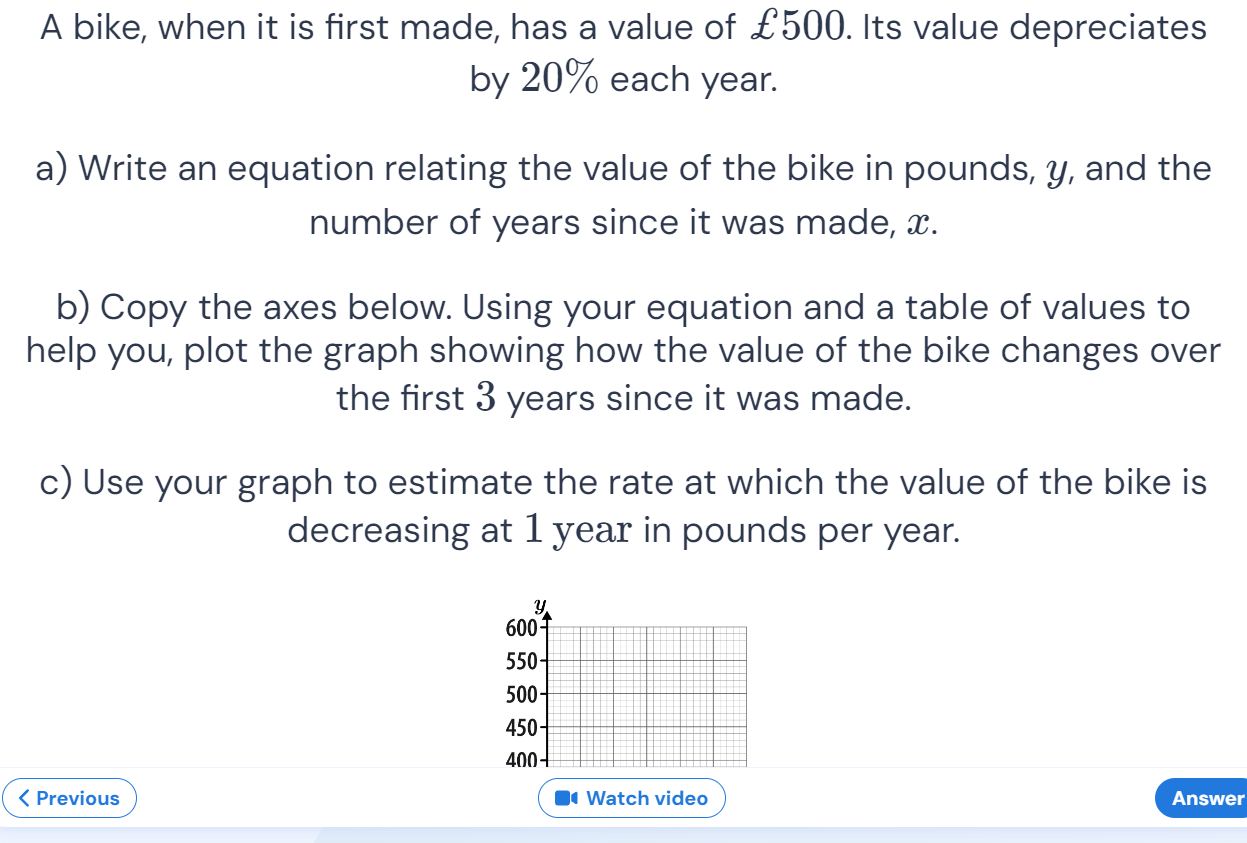 A bike, when it is first made, has a value of £500. Its value depreciates
by 20% each year.
a) Write an equation relating the value of the bike in pounds, y, and the
number of years since it was made, x.
b) Copy the axes below. Using your equation and a table of values to
help you, plot the graph showing how the value of the bike changes over
the first 3 years since it was made.
c) Use your graph to estimate the rate at which the value of the bike is
decreasing at 1 year in pounds per year.
y
600
550
500
450
400
Previous
Watch video
Answer